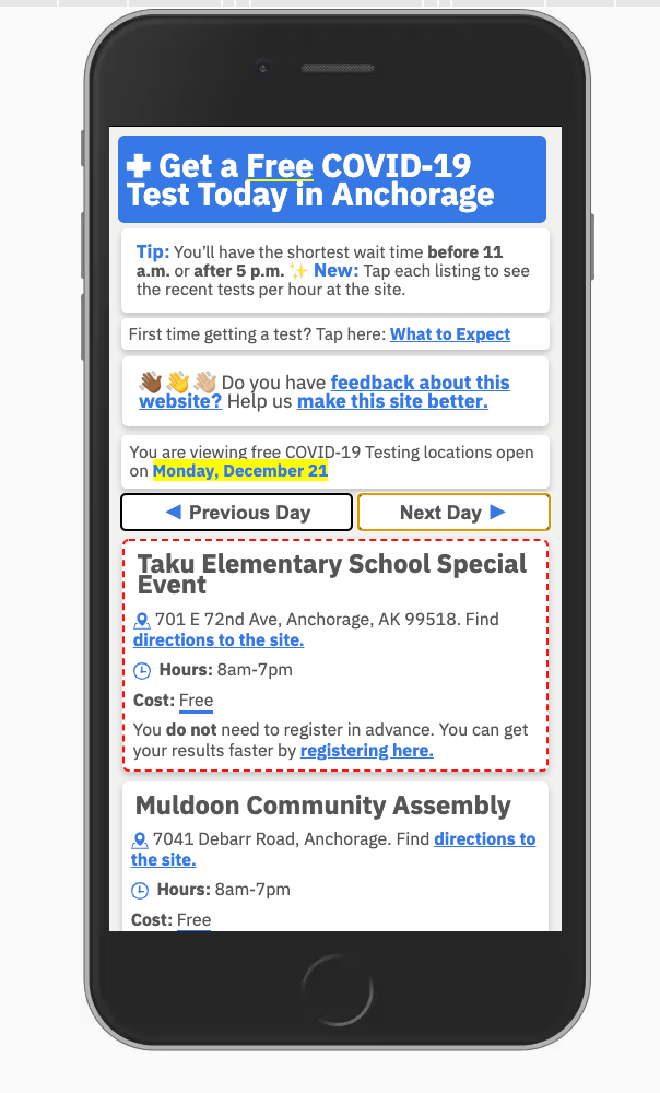 ✚ Get a Free COVID-19
Test Today in Anchorage
Tip: You'll have the shortest wait time before 11
a.m. or after 5 p.m. ✨ New: Tap each listing to see
the recent tests per hour at the site.
First time getting a test? Tap here: What to Expect
👋🏾 👋 👋🏼 Do you have feedback about this
website? Help us make this site better.
You are viewing free COVID-19 Testing locations open
on Monday, December 21
◀ Previous Day
Next Day ▶
Taku Elementary School Special
Event
701 E 72nd Ave, Anchorage, AK 99518. Find
directions to the site.
Hours: 8am-7pm
Cost: Free
You do not need to register in advance. You can get
your results faster by registering here.
Muldoon Community Assembly
7041 Debarr Road, Anchorage. Find directions to
the site.
Hours: 8am-7pm
Cost: Free